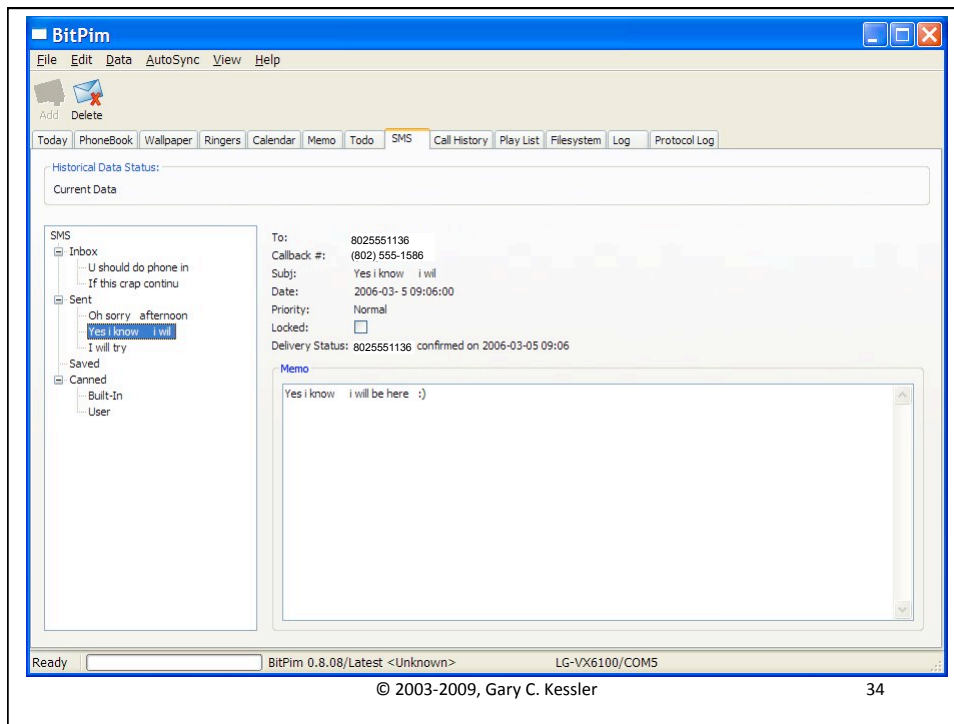 BitPim
File Edit Data AutoSync View Help
Add Delete
Today PhoneBook Wallpaper Ringers Calendar Memo Todo SMS Call History Play List Filesystem Log Protocol Log
Historical Data Status:
Current Data
SMS
Inbox
U should do phone in
If this crap continu
Sent
Oh sorry afternoon
Yes i know i wil
I will try
Saved
Canned
Built-In
User
To: 8025551136
Callback #: (802) 555-1586
Subj: Yes i know i wil
Date: 2006-03- 5 09:06:00
Priority: Normal
Locked:
Delivery Status: 8025551136 confirmed on 2006-03-05 09:06
Memo
Yes i know i will be here :)
Ready BitPim 0.8.08/Latest <Unknown> LG-VX6100/COM5
© 2003-2009, Gary C. Kessler 34